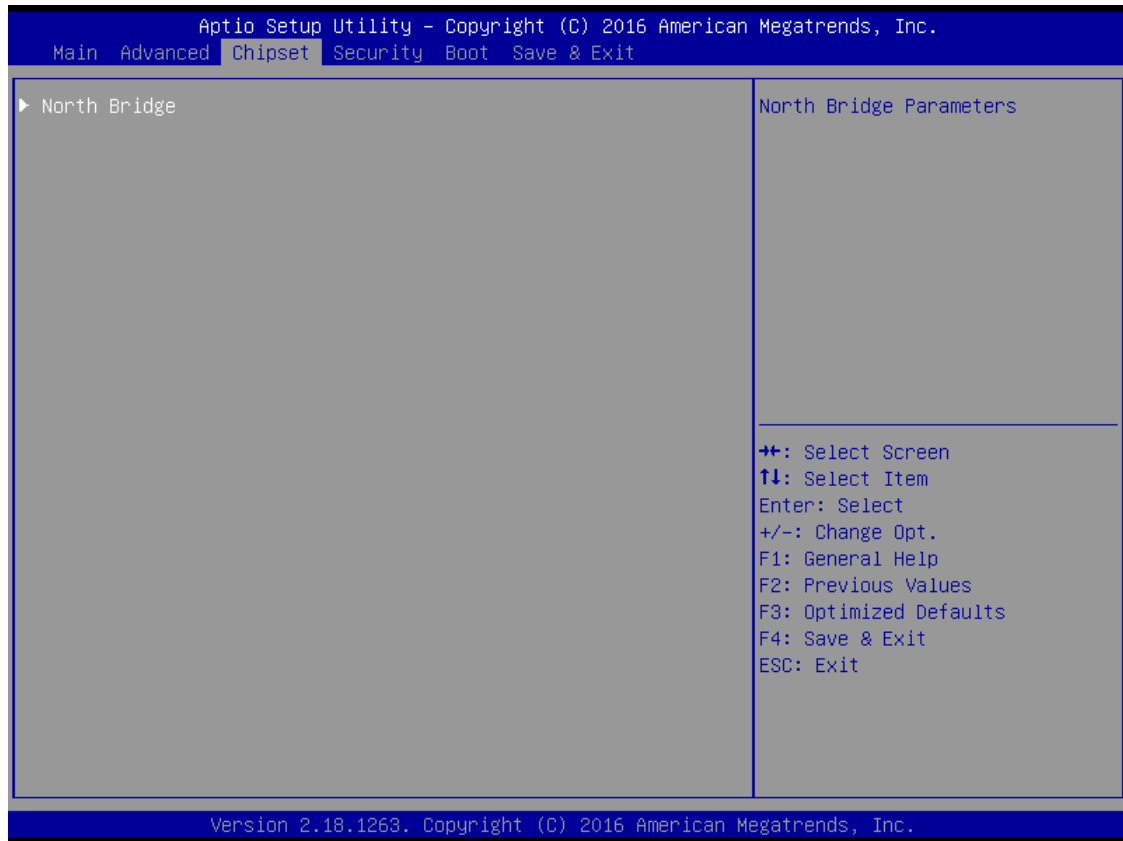 Aptio Setup Utility – Copyright (C) 2016 American Megatrends, Inc.
Main Advanced Chipset Security Boot Save & Exit
► North Bridge
North Bridge Parameters
→←: Select Screen
↑↓: Select Item
Enter: Select
+/-: Change Opt.
F1: General Help
F2: Previous Values
F3: Optimized Defaults
F4: Save & Exit
ESC: Exit
Version 2.18.1263. Copyright (C) 2016 American Megatrends, Inc.